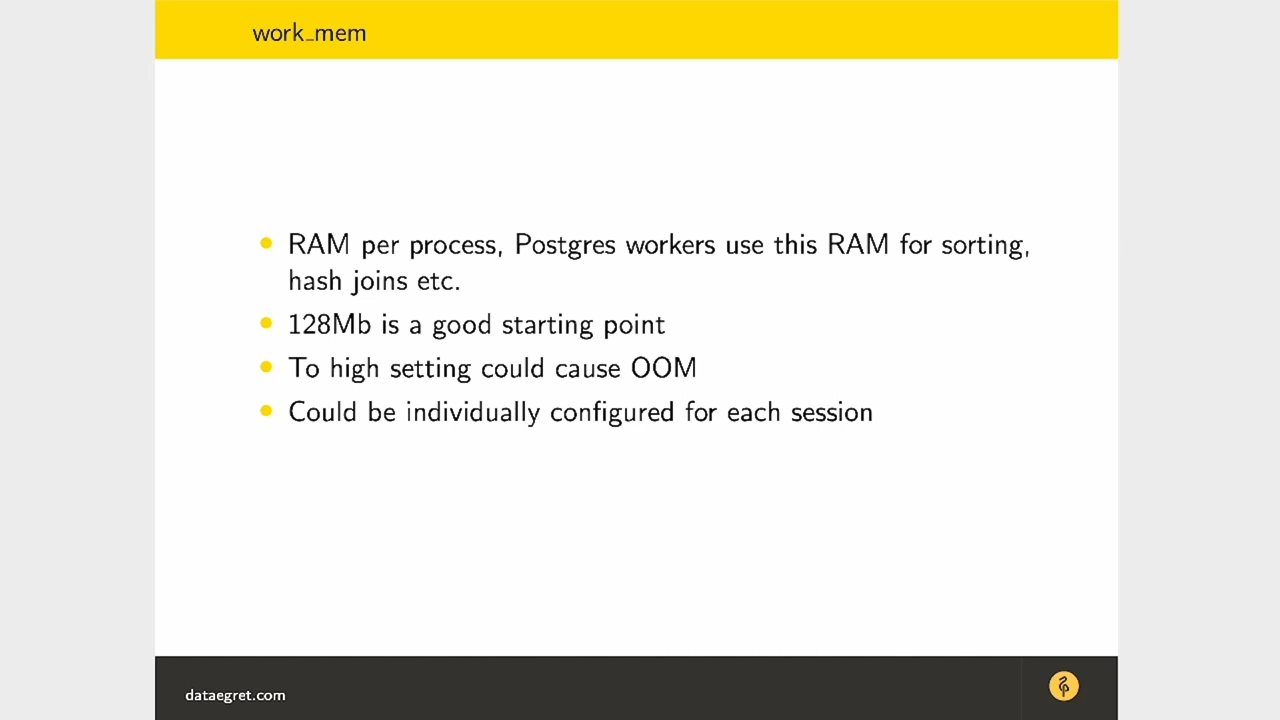 work_mem
RAM per process, Postgres workers use this RAM for sorting,
hash joins etc.
128Mb is a good starting point
To high setting could cause OOM
Could be individually configured for each session
dataegret.com